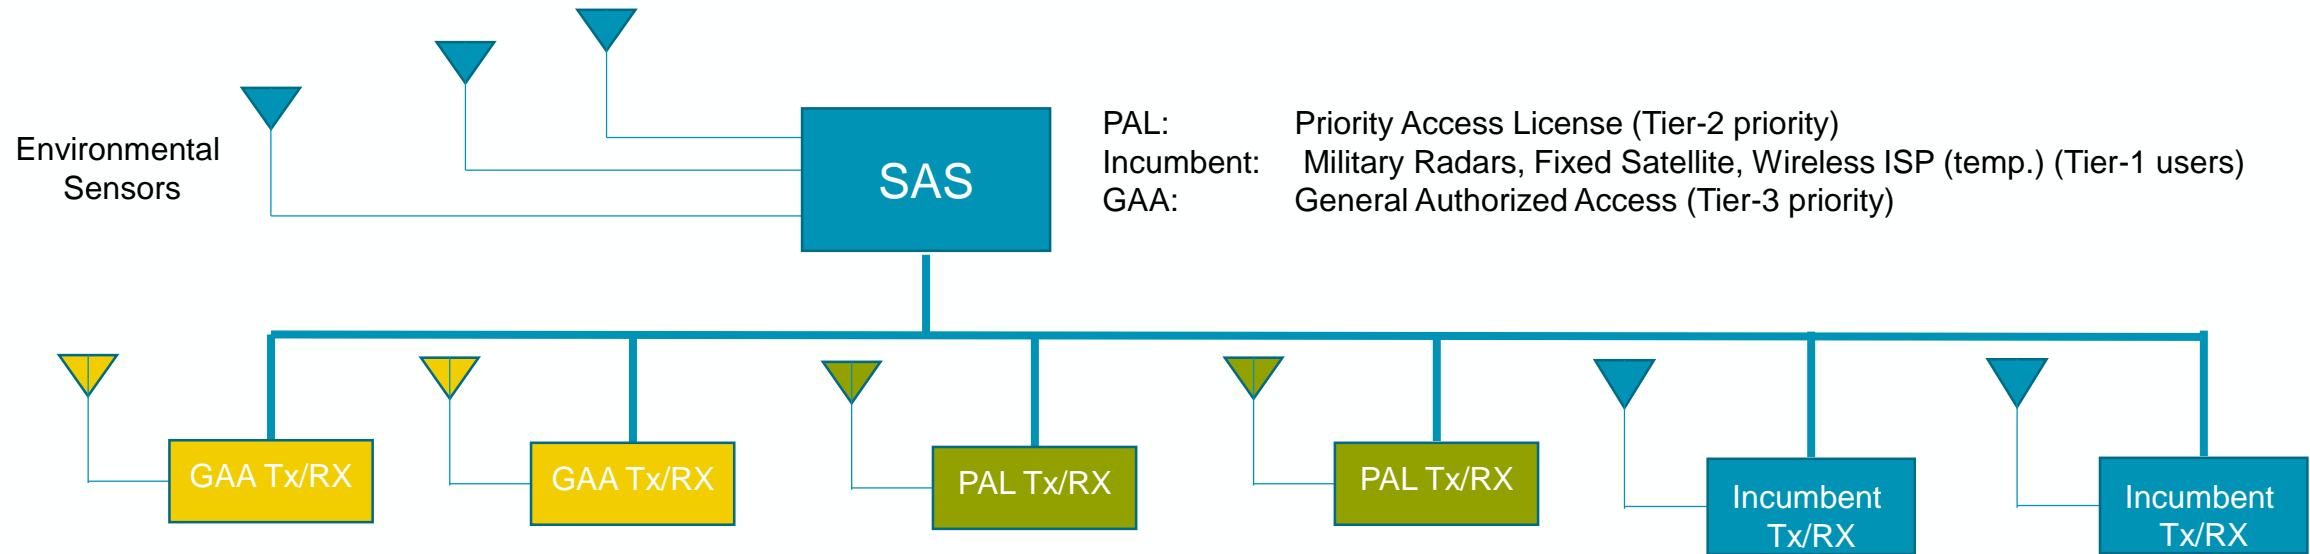 Environmental
Sensors
SAS
PAL: Priority Access License (Tier-2 priority)
Incumbent: Military Radars, Fixed Satellite, Wireless ISP (temp.) (Tier-1 users)
GAA: General Authorized Access (Tier-3 priority)
GAA Tx/RX
GAA Tx/RX
PAL Tx/RX
PAL Tx/RX
Incumbent
Tx/RX
Incumbent
Tx/RX